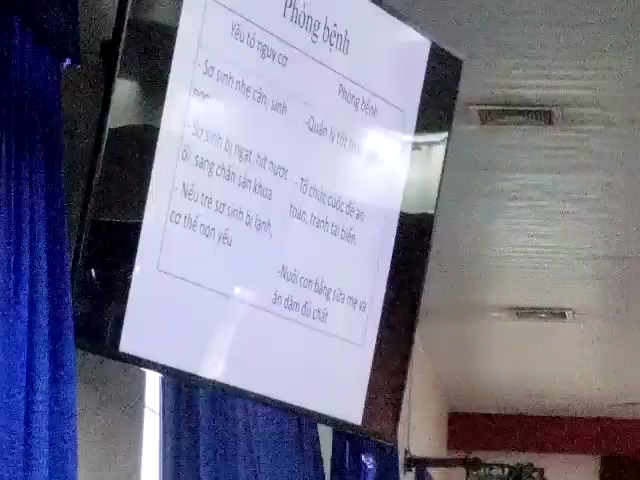 Phòng bệnh
Yếu tố nguy cơ
Phòng bệnh
- Sơ sinh nhẹ cân, sinh
non
-Quản lý tốt
- Sơ sinh bị ngạt, hít nước
ối, sang chấn sản khoa
- Tổ chức cuộc đẻ an
toàn, tránh tai biến.
- Nếu trẻ sơ sinh bị lạnh,
cơ thể non yếu
-Nuôi con bằng sữa mẹ và
ăn dặm đủ chất